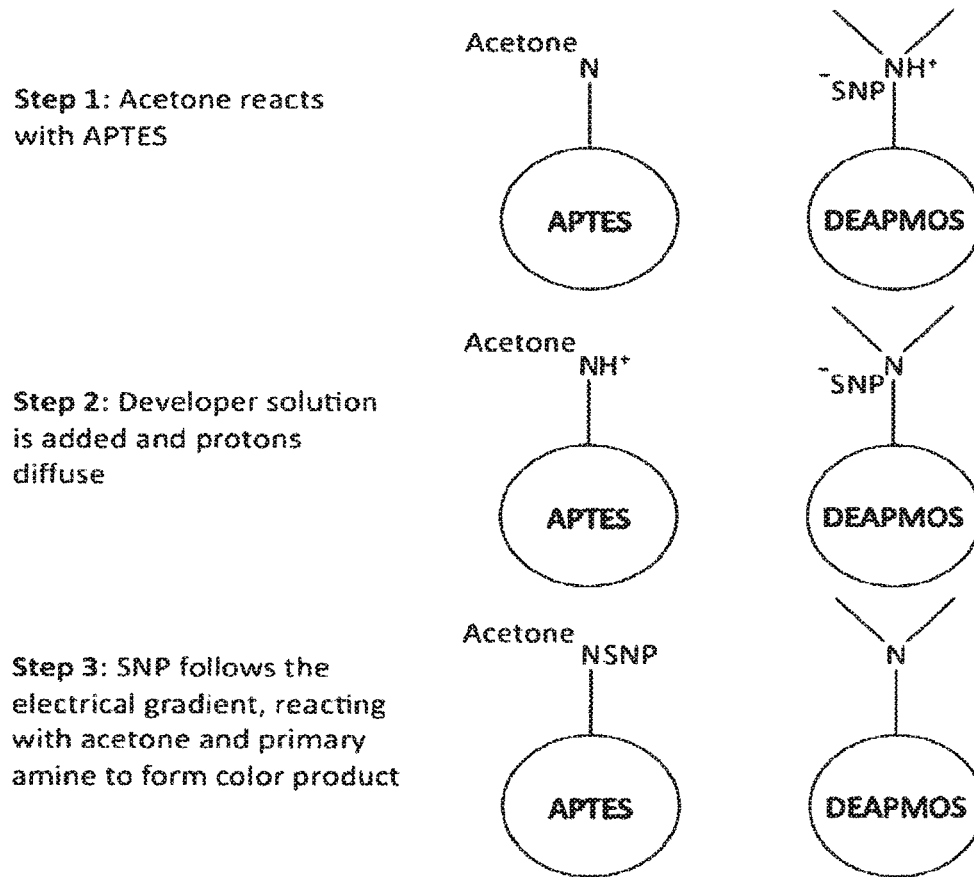 Acetone
N
NH⁺
⁻SNP
Step 1: Acetone reacts
with APTES
APTES
DEAPMOS
Acetone
NH⁺
N
⁻SNP
Step 2: Developer solution
is added and protons
diffuse
APTES
DEAPMOS
Acetone
NSNP
N
Step 3: SNP follows the
electrical gradient, reacting
with acetone and primary
amine to form color product
APTES
DEAPMOS